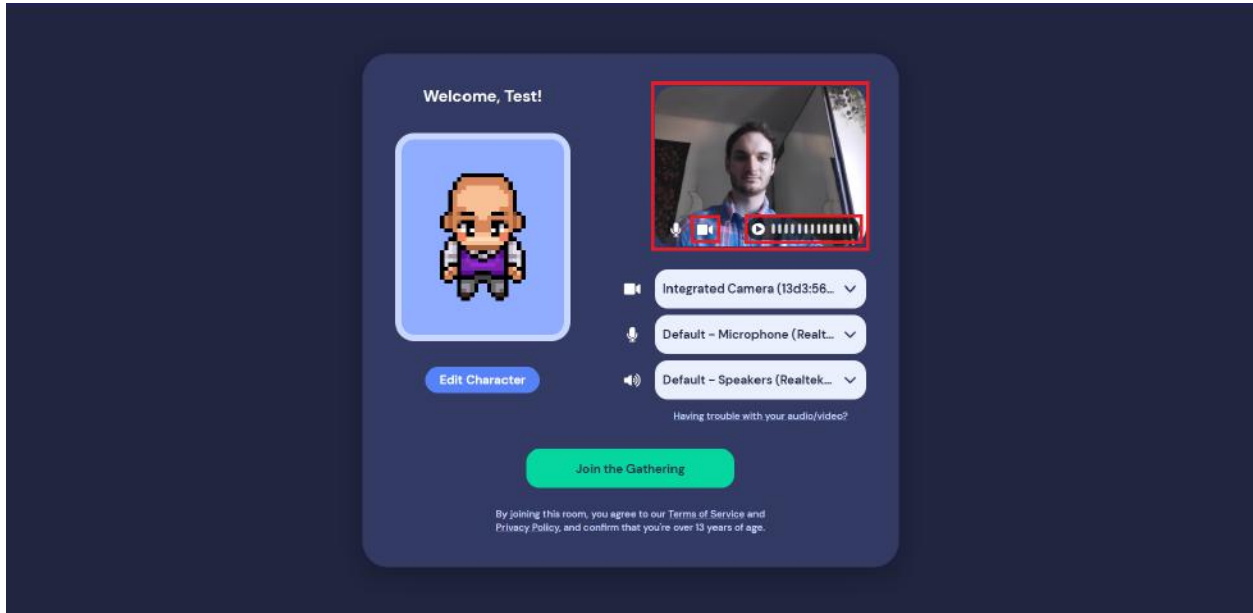 Welcome, Test!
Edit Character
Integrated Camera (13d3:56...
Default - Microphone (Realt...
Default - Speakers (Realtek...
Having trouble with your audio/video?
Join the Gathering
By joining this room, you agree to our Terms of Service and
Privacy Policy, and confirm that you're over 13 years of age.